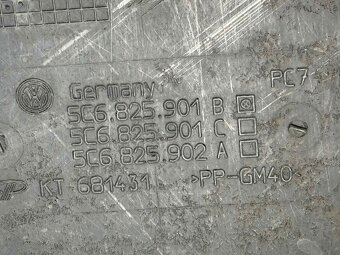 Germany PC7
5C6.825.901 B
5C6.825.901 C
5C6.825.902 A
KT-681431 >PP-GM40<